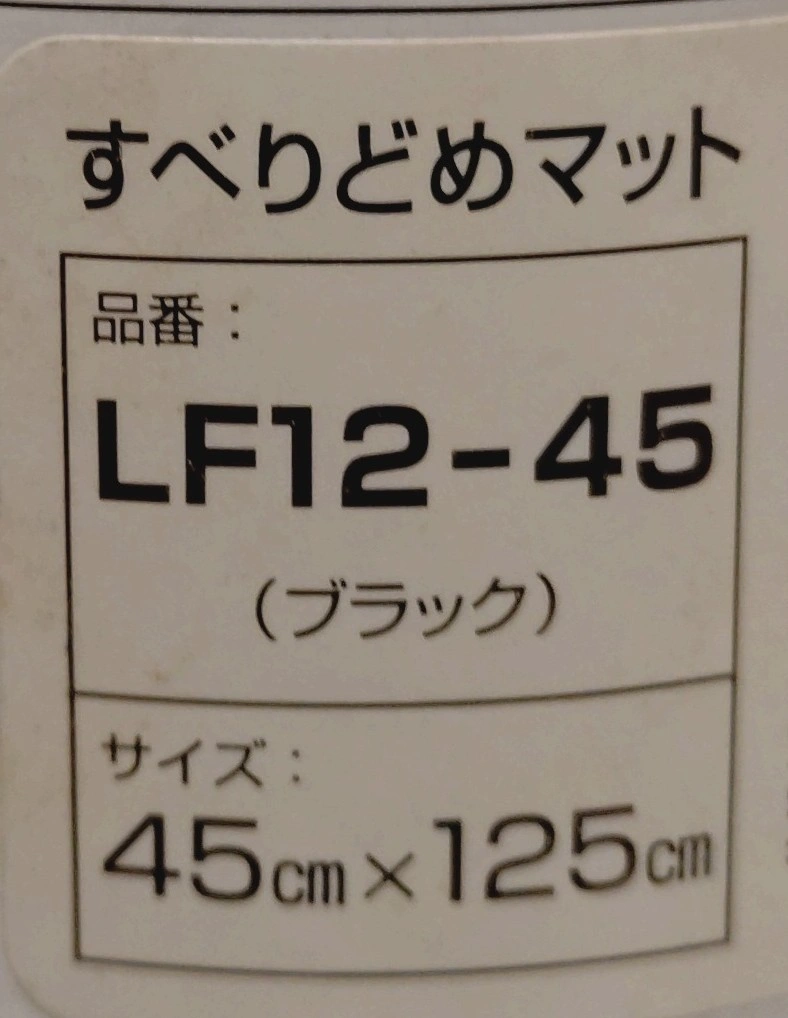 すべりどめマット
品番：
LF12-45
（ブラック）
サイズ：
45㎝×125㎝